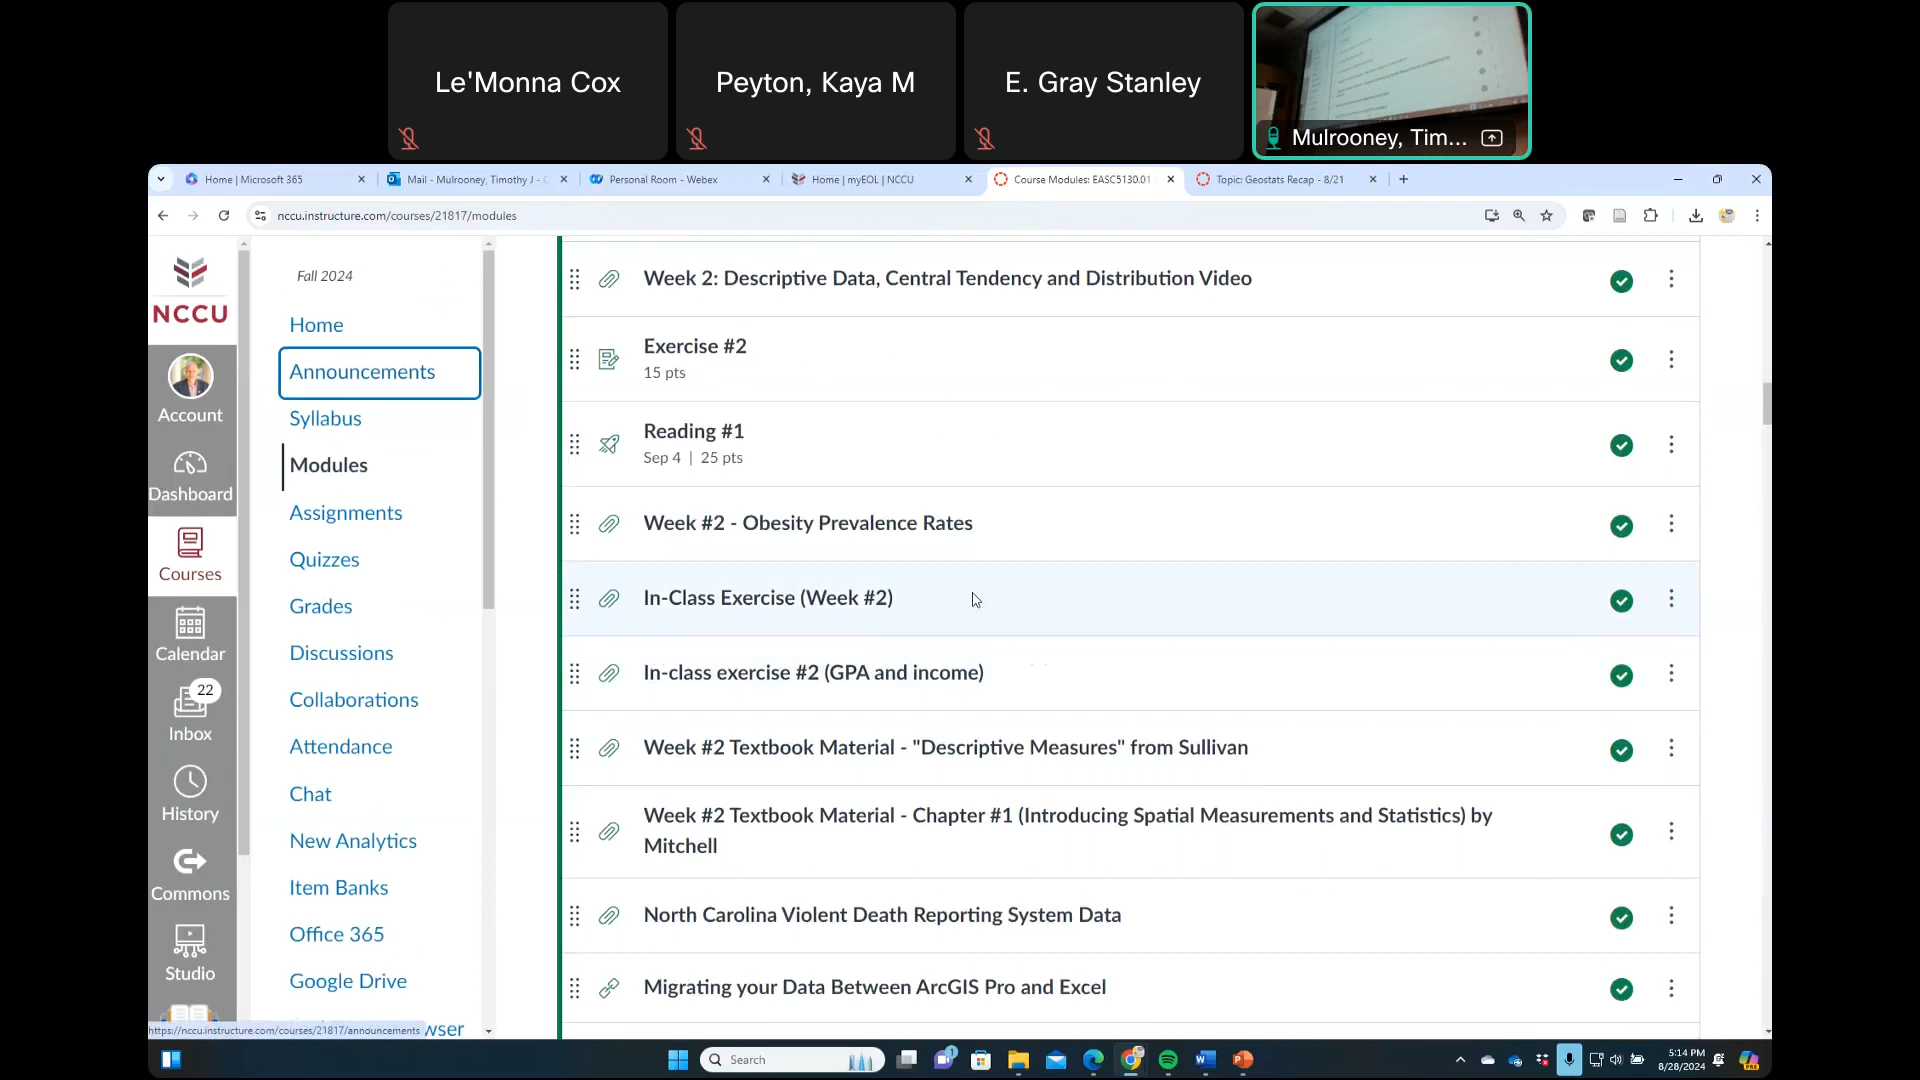 Le'Monna Cox
Peyton, Kaya M
E. Gray Stanley
Mulrooney, Tim...
Home | Microsoft 365
Mail - Mulrooney, Timothy J -
Personal Room - Webex
Home | myEOL | NCCU
Course Modules: EASC5130.01
Topic: Geostats Recap - 8/21
nccu.instructure.com/courses/21817/modules
NCCU
Account
Dashboard
Courses
Calendar
22
Inbox
History
Commons
Studio
Fall 2024
Home
Announcements
Syllabus
Modules
Assignments
Quizzes
Grades
Discussions
Collaborations
Attendance
Chat
New Analytics
Item Banks
Office 365
Google Drive
wser
https://nccu.instructure.com/courses/21817/announcements
Week 2: Descriptive Data, Central Tendency and Distribution Video
Exercise #2
15 pts
Reading #1
Sep 4 | 25 pts
Week #2 - Obesity Prevalence Rates
In-Class Exercise (Week #2)
In-class exercise #2 (GPA and income)
Week #2 Textbook Material - "Descriptive Measures" from Sullivan
Week #2 Textbook Material - Chapter #1 (Introducing Spatial Measurements and Statistics) by
Mitchell
North Carolina Violent Death Reporting System Data
Migrating your Data Between ArcGIS Pro and Excel
Search
5:14 PM
8/28/2024